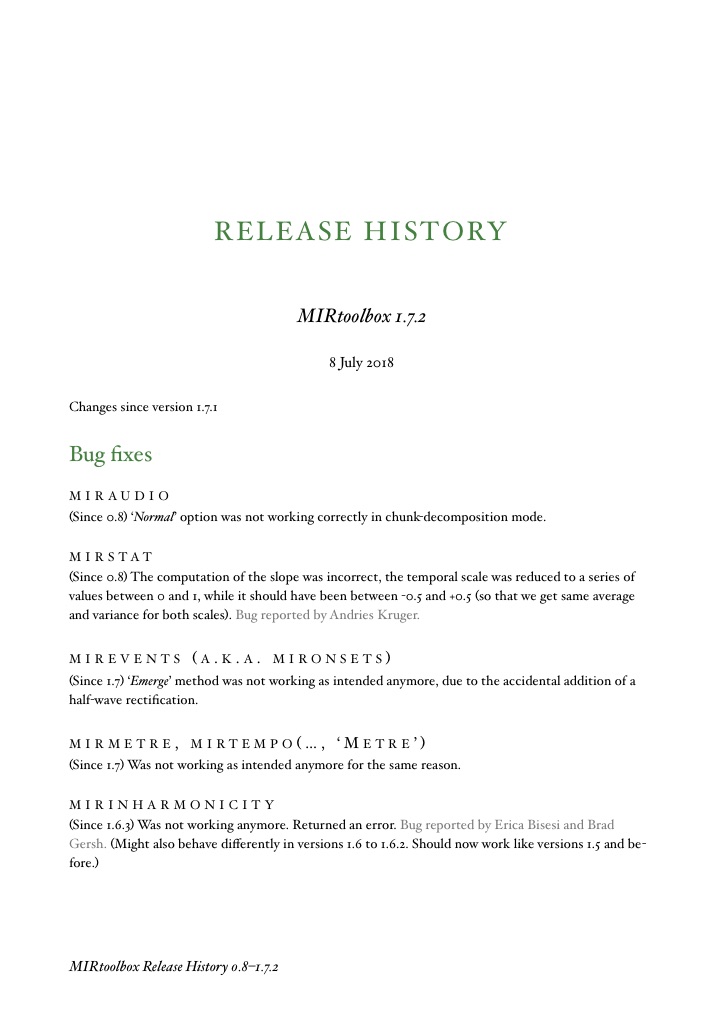 RELEASE HISTORY
MIRtoolbox 1.7.2
8 July 2018
Changes since version 1.7.1
Bug fixes
MIRAUDIO
(Since 0.8) ‘Normal’ option was not working correctly in chunk-decomposition mode.
MIRSTAT
(Since 0.8) The computation of the slope was incorrect, the temporal scale was reduced to a series of
values between 0 and 1, while it should have been between -0.5 and +0.5 (so that we get same average
and variance for both scales). Bug reported by Andries Kruger.
MIREVENTS (A.K.A. MIRONSETS)
(Since 1.7) ‘Emerge’ method was not working as intended anymore, due to the accidental addition of a
half-wave rectification.
MIRMETRE, MIRTEMPO(…, ‘METRE’)
(Since 1.7) Was not working as intended anymore for the same reason.
MIRINHARMONICITY
(Since 1.6.3) Was not working anymore. Returned an error. Bug reported by Erica Bisesi and Brad
Gersh. (Might also behave differently in versions 1.6 to 1.6.2. Should now work like versions 1.5 and be-
fore.)
MIRtoolbox Release History 0.8–1.7.2